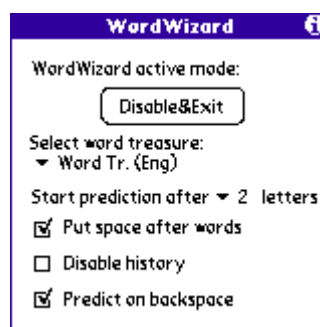 WordWizard
WordWizard active mode:
Disable&Exit
Select word treasure:
Word Tr. (Eng)
Start prediction after 2 letters
Put space after words
Disable history
Predict on backspace